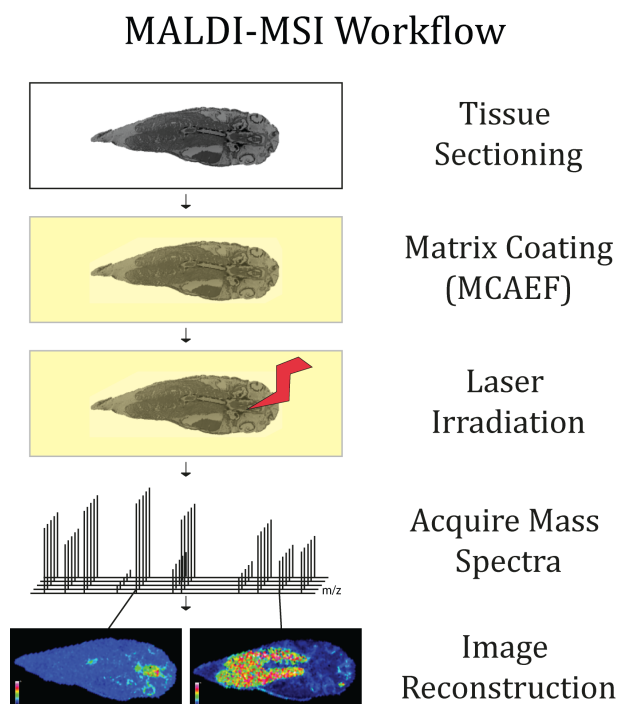 MALDI-MSI Workflow
Tissue
Sectioning
Matrix Coating
(MCAEF)
Laser
Irradiation
Acquire Mass
Spectra
m/z
Image
Reconstruction